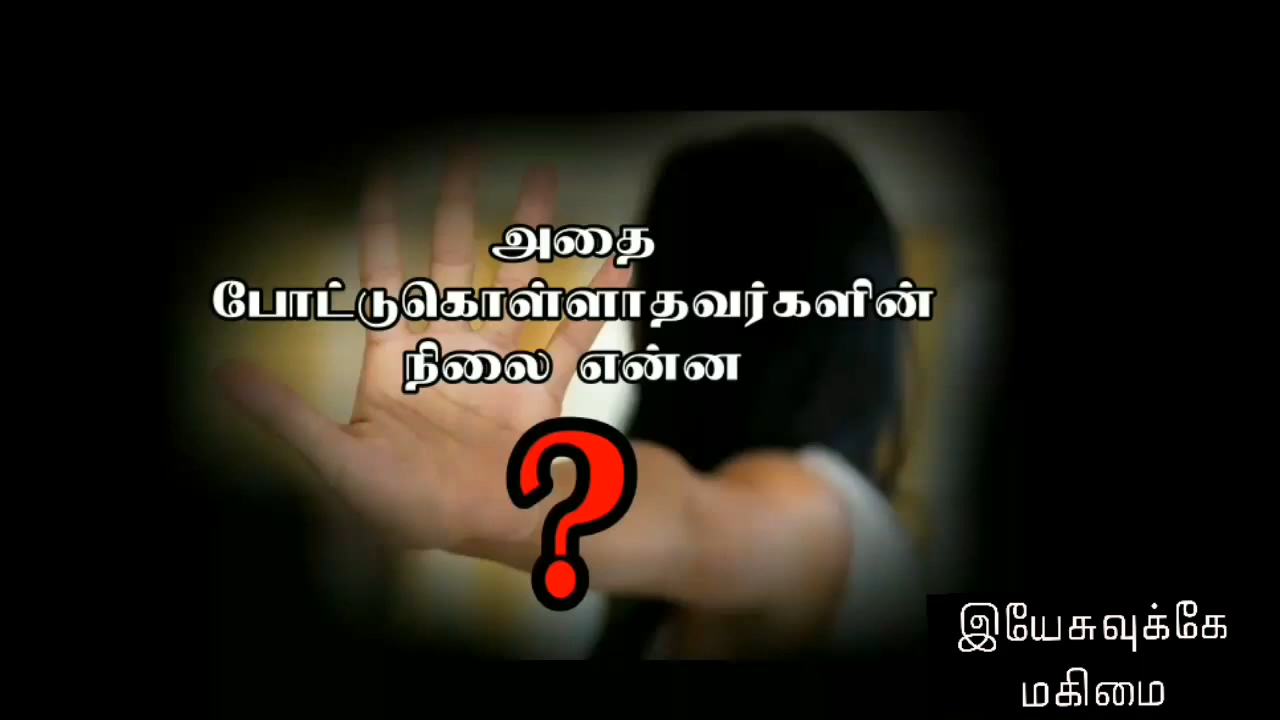 அதை
போட்டுகொள்ளாதவர்களின்
நிலை என்ன
?
இயேசுவுக்கே
மகிமை